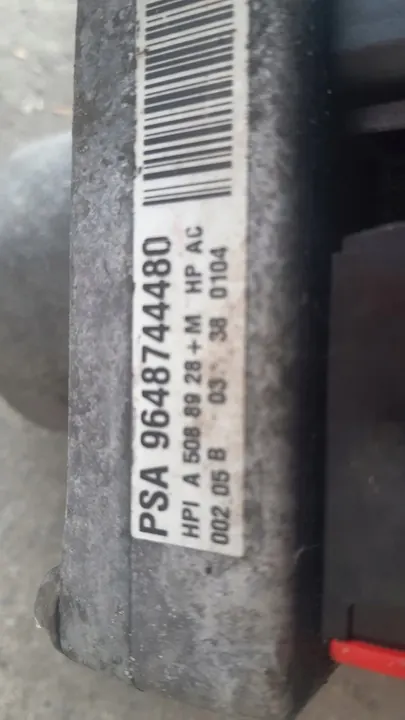 PSA 9648744480
HPI A 508 89 28 + M HP AC
002 05 B 03 38 0104